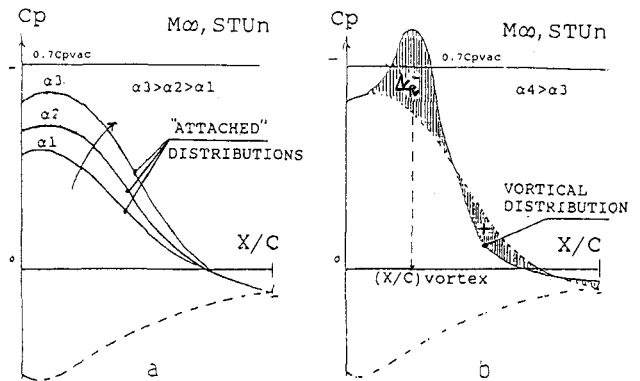 Cp
M∞, STUn
0.7Cpvac
α3
α3>α2>α1
α2
α1
"ATTACHED"
DISTRIBUTIONS
X/C
o
a
Cp
M∞, STUn
0.7Cpvac
α4>α3
VORTICAL
DISTRIBUTION
+
X/C
o
(X/C)vortex
b